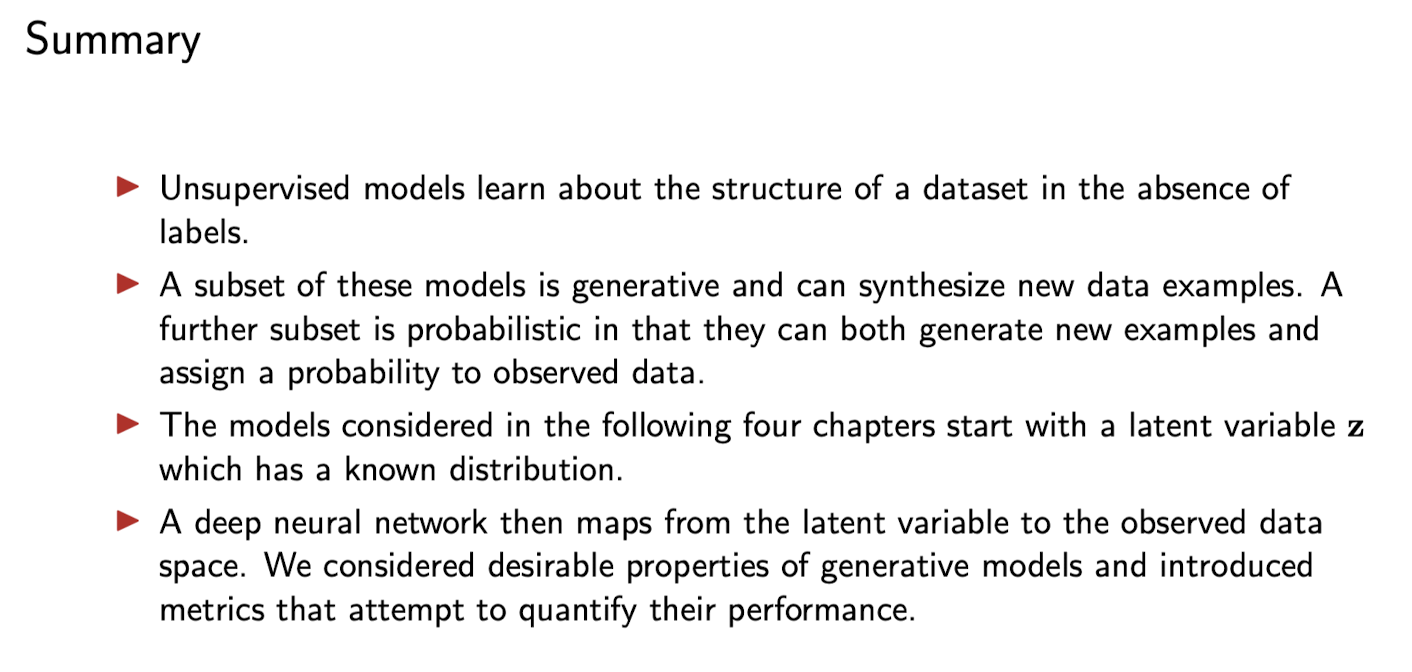 Summary
Unsupervised models learn about the structure of a dataset in the absence of
labels.
A subset of these models is generative and can synthesize new data examples. A
further subset is probabilistic in that they can both generate new examples and
assign a probability to observed data.
The models considered in the following four chapters start with a latent variable z
which has a known distribution.
A deep neural network then maps from the latent variable to the observed data
space. We considered desirable properties of generative models and introduced
metrics that attempt to quantify their performance.